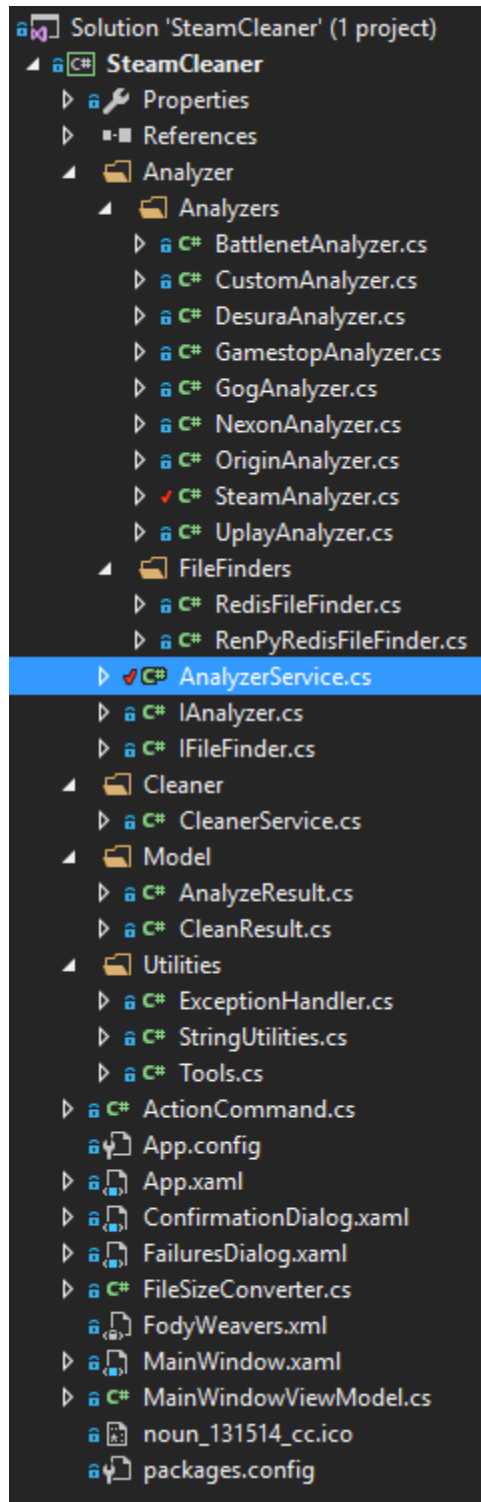 Solution 'SteamCleaner' (1 project)
C# SteamCleaner
Properties
References
Analyzer
Analyzers
C# BattlenetAnalyzer.cs
C# CustomAnalyzer.cs
C# DesuraAnalyzer.cs
C# GamestopAnalyzer.cs
C# GogAnalyzer.cs
C# NexonAnalyzer.cs
C# OriginAnalyzer.cs
C# SteamAnalyzer.cs
C# UplayAnalyzer.cs
FileFinders
C# RedisFileFinder.cs
C# RenPyRedisFileFinder.cs
C# AnalyzerService.cs
C# IAnalyzer.cs
C# IFileFinder.cs
Cleaner
C# CleanerService.cs
Model
C# AnalyzeResult.cs
C# CleanResult.cs
Utilities
C# ExceptionHandler.cs
C# StringUtilities.cs
C# Tools.cs
C# ActionCommand.cs
App.config
App.xaml
ConfirmationDialog.xaml
FailuresDialog.xaml
C# FileSizeConverter.cs
FodyWeavers.xml
MainWindow.xaml
C# MainWindowViewModel.cs
noun_131514_cc.ico
packages.config